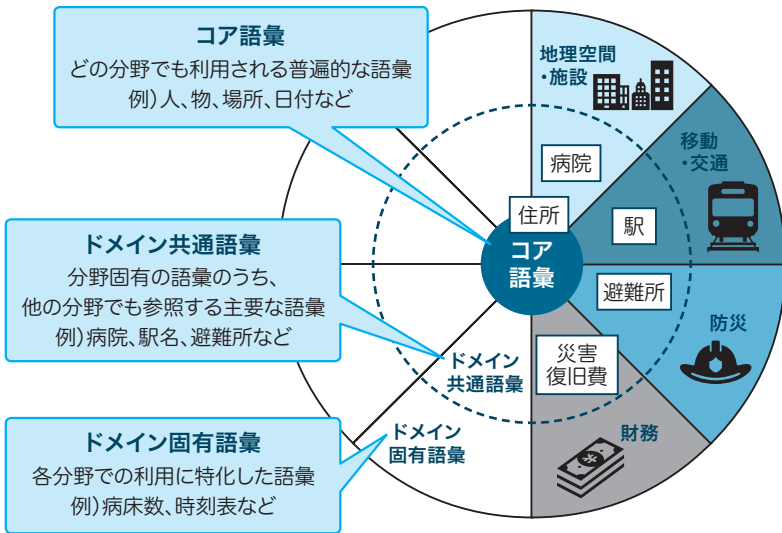 コア語彙
どの分野でも利用される普遍的な語彙
例)人、物、場所、日付など
ドメイン共通語彙
分野固有の語彙のうち、
他の分野でも参照する主要な語彙
例)病院、駅名、避難所など
ドメイン固有語彙
各分野での利用に特化した語彙
例)病床数、時刻表など
地理空間
・施設
移動
・交通
防災
財務
病院
住所
駅
避難所
災害
復旧費
コア
語彙
ドメイン
共通語彙
ドメイン
固有語彙